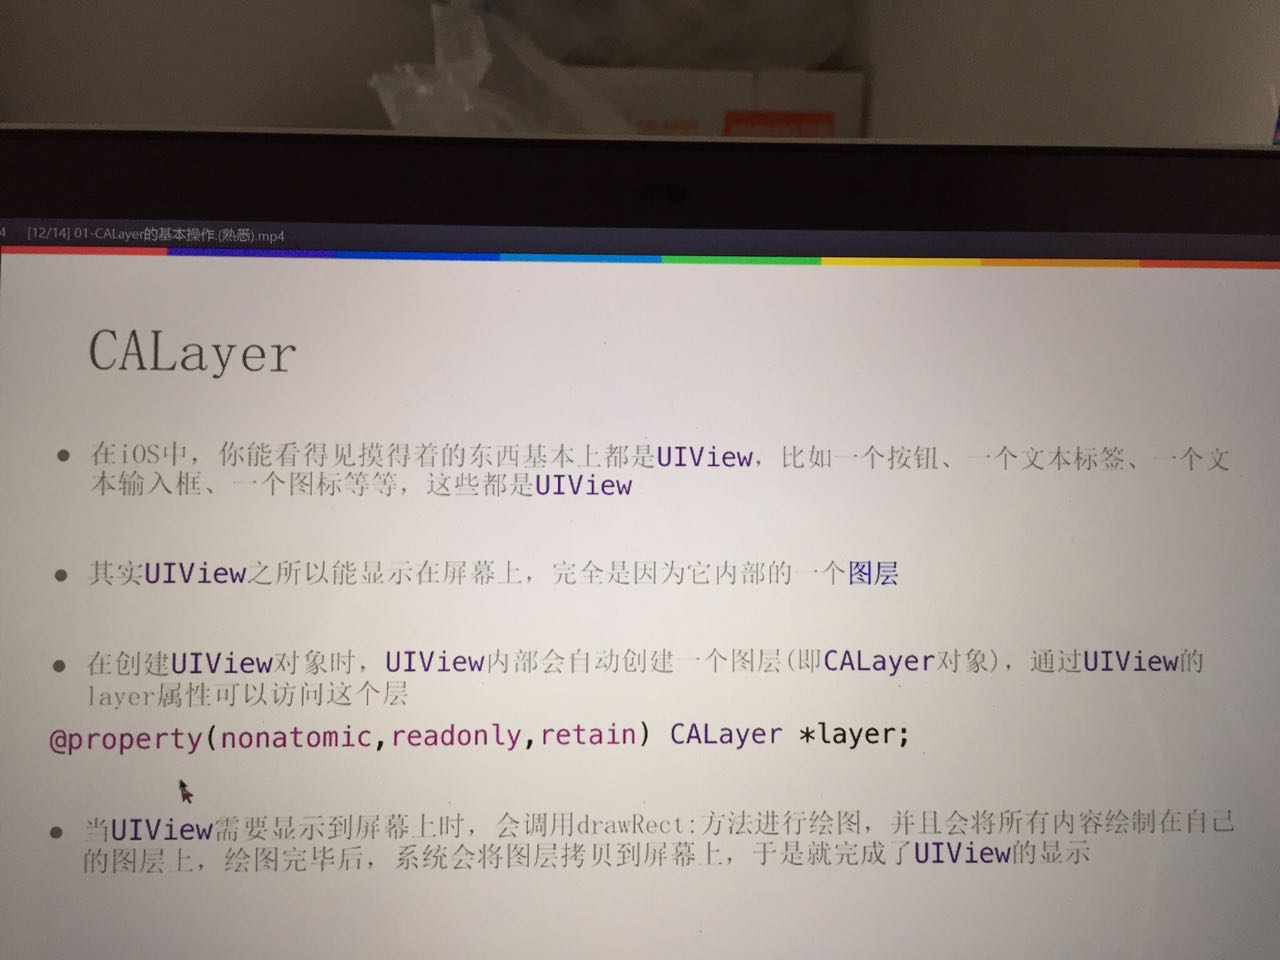 4 [12/14] 01-CALayer的基本操作.(熟悉).mp4
CALayer
● 在iOS中，你能看得见摸得着的东西基本上都是UIView，比如一个按钮、一个文本标签、一个文
本输入框、一个图标等等，这些都是UIView
● 其实UIView之所以能显示在屏幕上，完全是因为它内部的一个图层
● 在创建UIView对象时，UIView内部会自动创建一个图层(即CALayer对象)，通过UIView的
layer属性可以访问这个层
@property(nonatomic,readonly,retain) CALayer *layer;
● 当UIView需要显示到屏幕上时，会调用drawRect:方法进行绘图，并且会将所有内容绘制在自己
的图层上，绘图完毕后，系统会将图层拷贝到屏幕上，于是就完成了UIView的显示